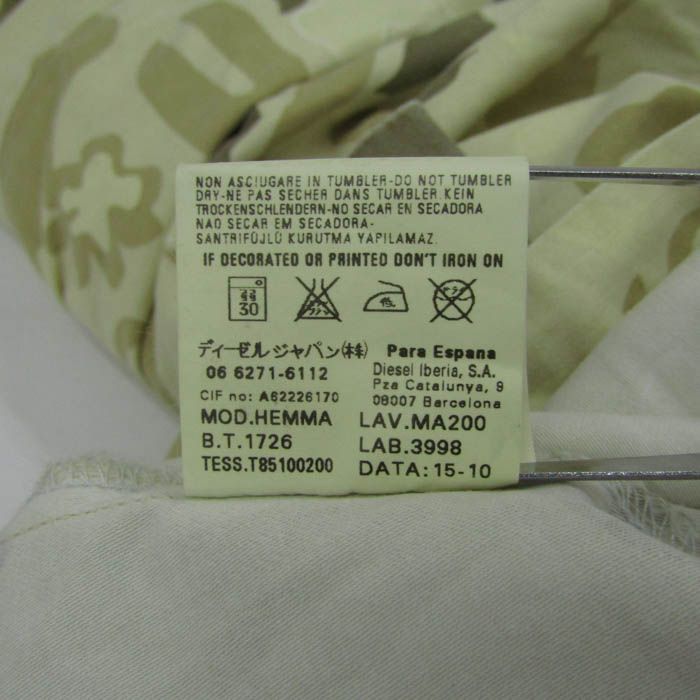 NON ASCIUGARE IN TUMBLER-DO NOT TUMBLER
DRY-NE PAS SECHER DANS TUMBLER.KEIN
TROCKENSCHLENDERN-NO SECAR EN SECADORA
NAO SECAR EM SECADORA-
SANTRIFÜJLÜ KURUTMA YAPILAMAZ.
IF DECORATED OR PRINTED DON'T IRON ON
弱
30
低
ディーゼルジャパン(株)
06 6271-6112
CIF no: A62226170
Para Espana
Diesel Iberia, S.A.
Pza Catalunya, 9
08007 Barcelona
MOD.HEMMA LAV.MA200
B.T.1726 LAB.3998
TESS.T85100200 DATA:15-10